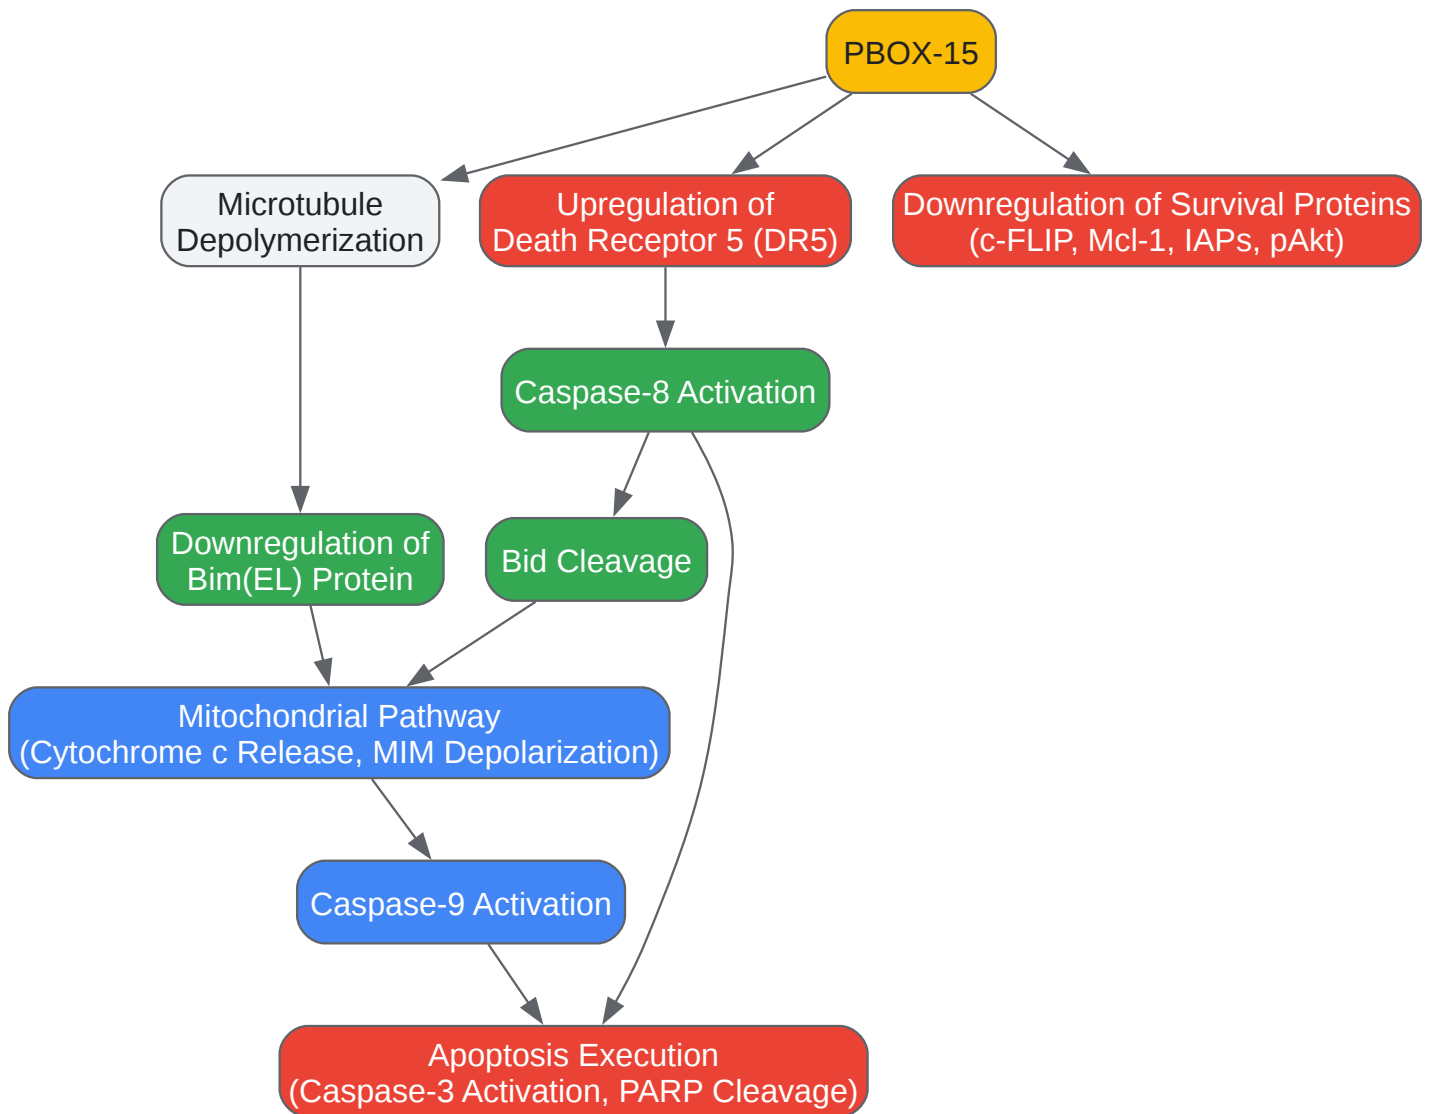 PBOX-15
Microtubule
Depolymerization
Upregulation of
Death Receptor 5 (DR5)
Downregulation of Survival Proteins
(c-FLIP, Mcl-1, IAPs, pAkt)
Caspase-8 Activation
Downregulation of
Bim(EL) Protein
Bid Cleavage
Mitochondrial Pathway
(Cytochrome c Release, MIM Depolarization)
Caspase-9 Activation
Apoptosis Execution
(Caspase-3 Activation, PARP Cleavage)